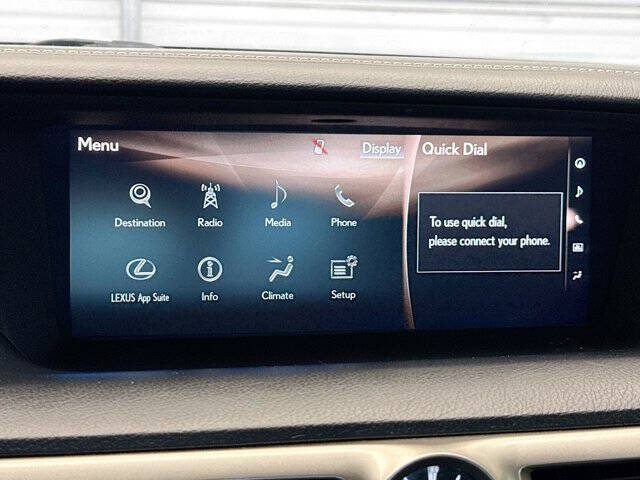 Menu
Display
Quick Dial
Destination
Radio
Media
Phone
To use quick dial,
please connect your phone.
LEXUS App Suite
Info
Climate
Setup